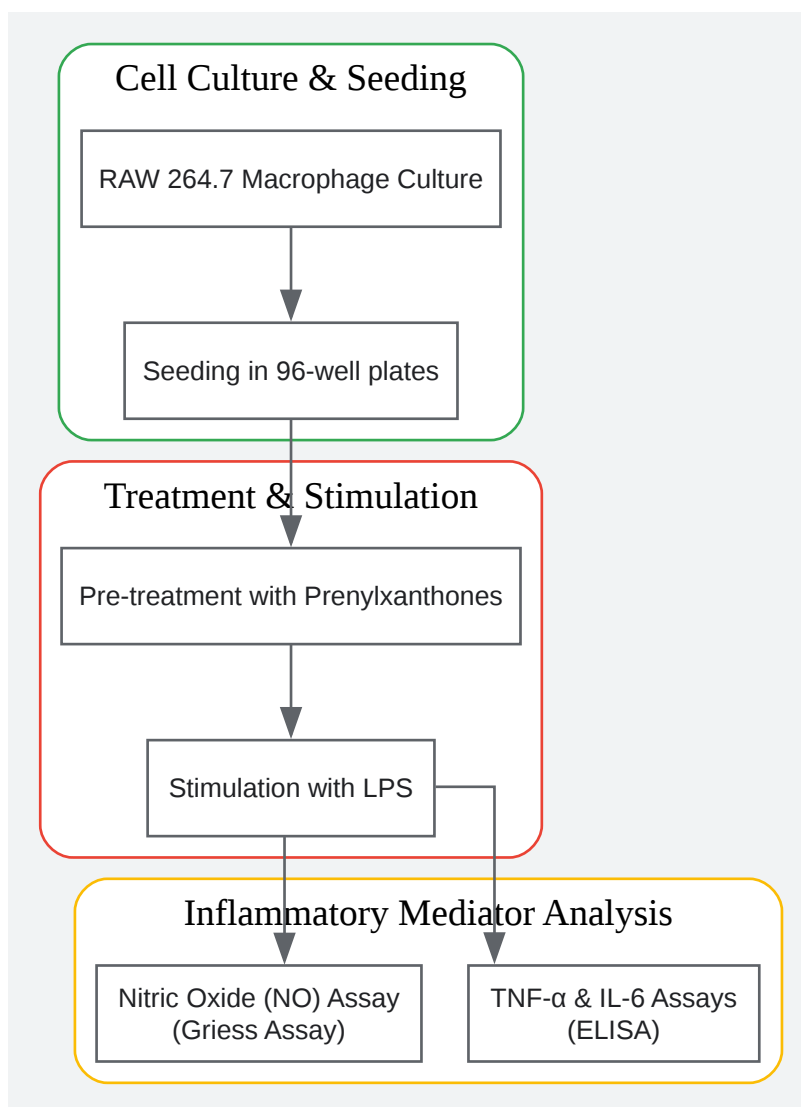 Cell Culture & Seeding
RAW 264.7 Macrophage Culture
Seeding in 96-well plates
Treatment & Stimulation
Pre-treatment with Prenylxanthones
Stimulation with LPS
Inflammatory Mediator Analysis
Nitric Oxide (NO) Assay
(Griess Assay)
TNF-α & IL-6 Assays
(ELISA)